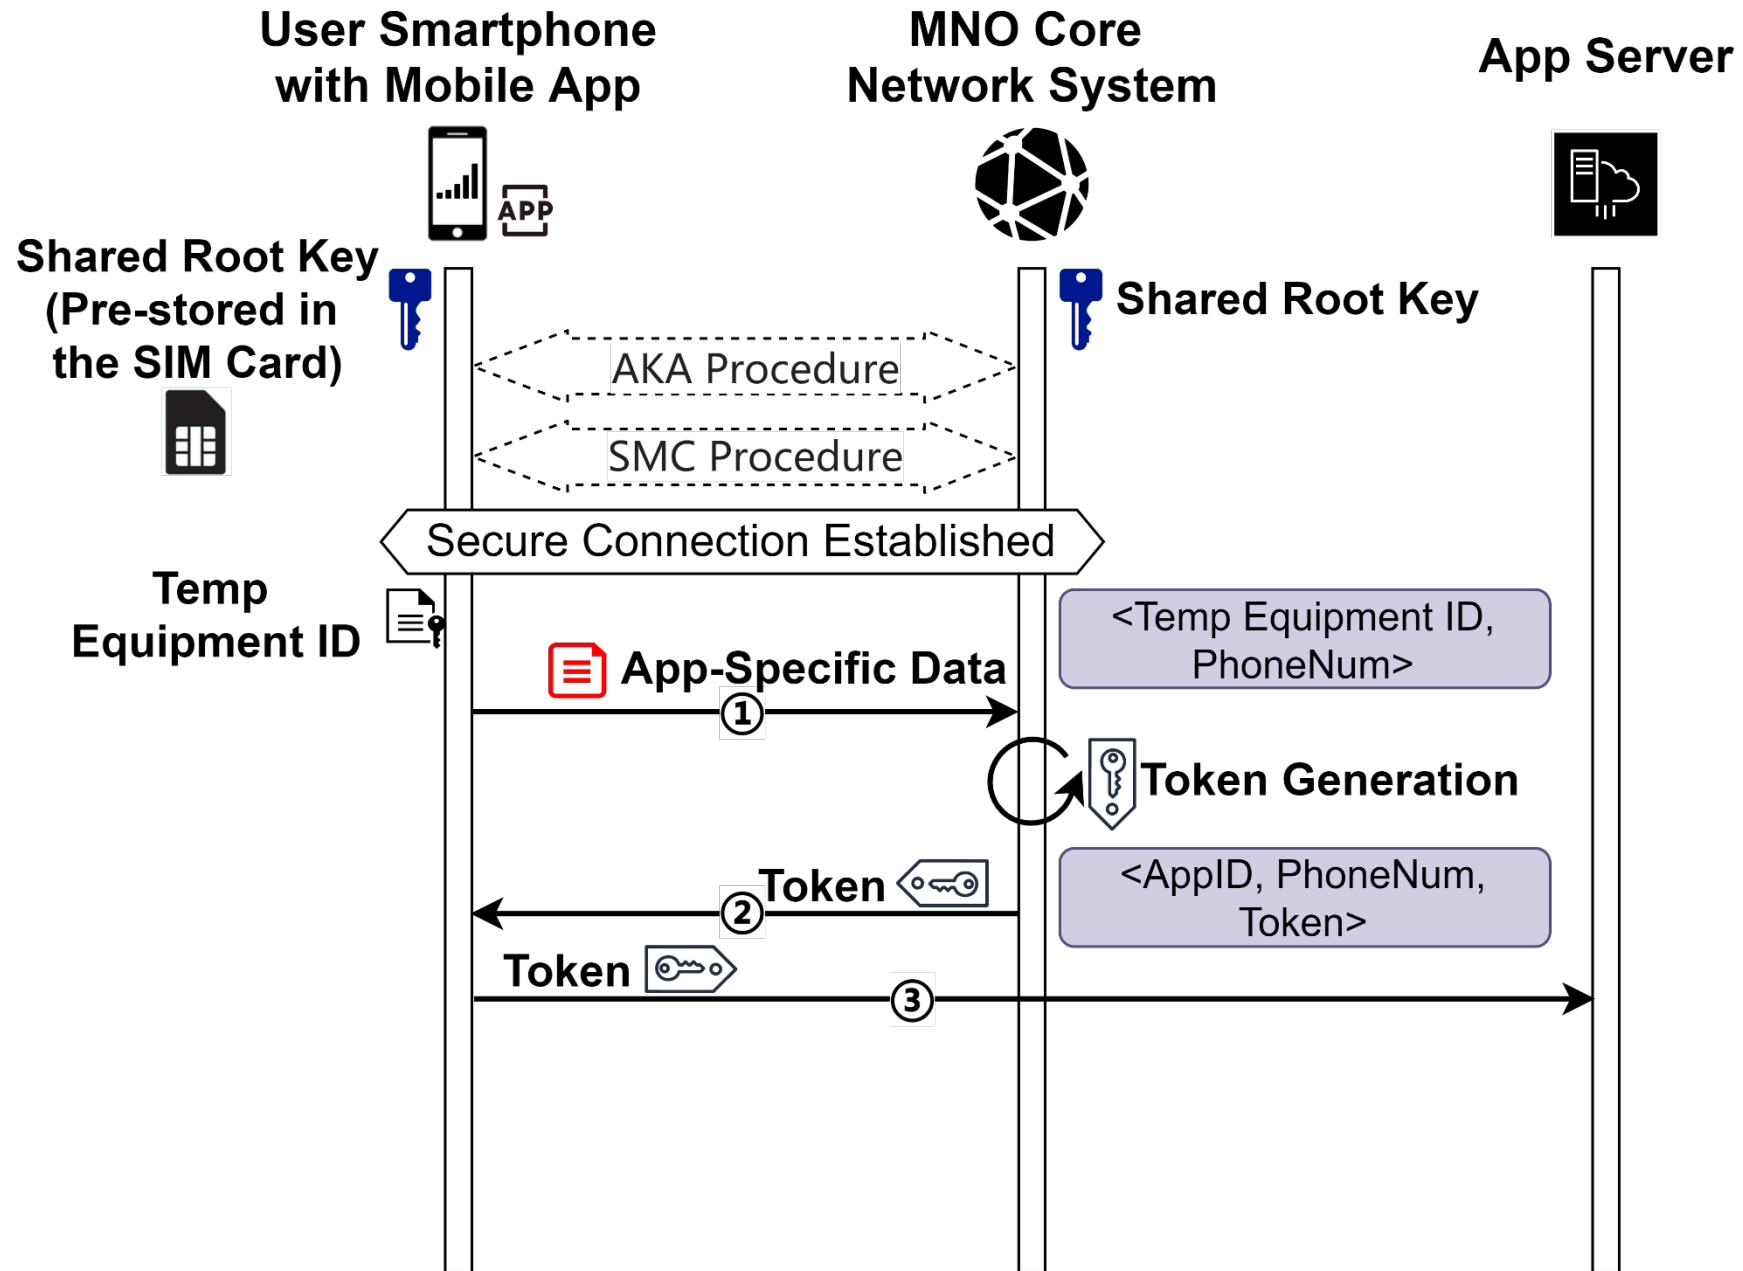 User Smartphone
with Mobile App
MNO Core
Network System
App Server
APP
Shared Root Key
(Pre-stored in
the SIM Card)
Shared Root Key
AKA Procedure
SMC Procedure
Secure Connection Established
Temp
Equipment ID
<Temp Equipment ID,
PhoneNum>
App-Specific Data
①
Token Generation
Token
②
<AppID, PhoneNum,
Token>
Token
③